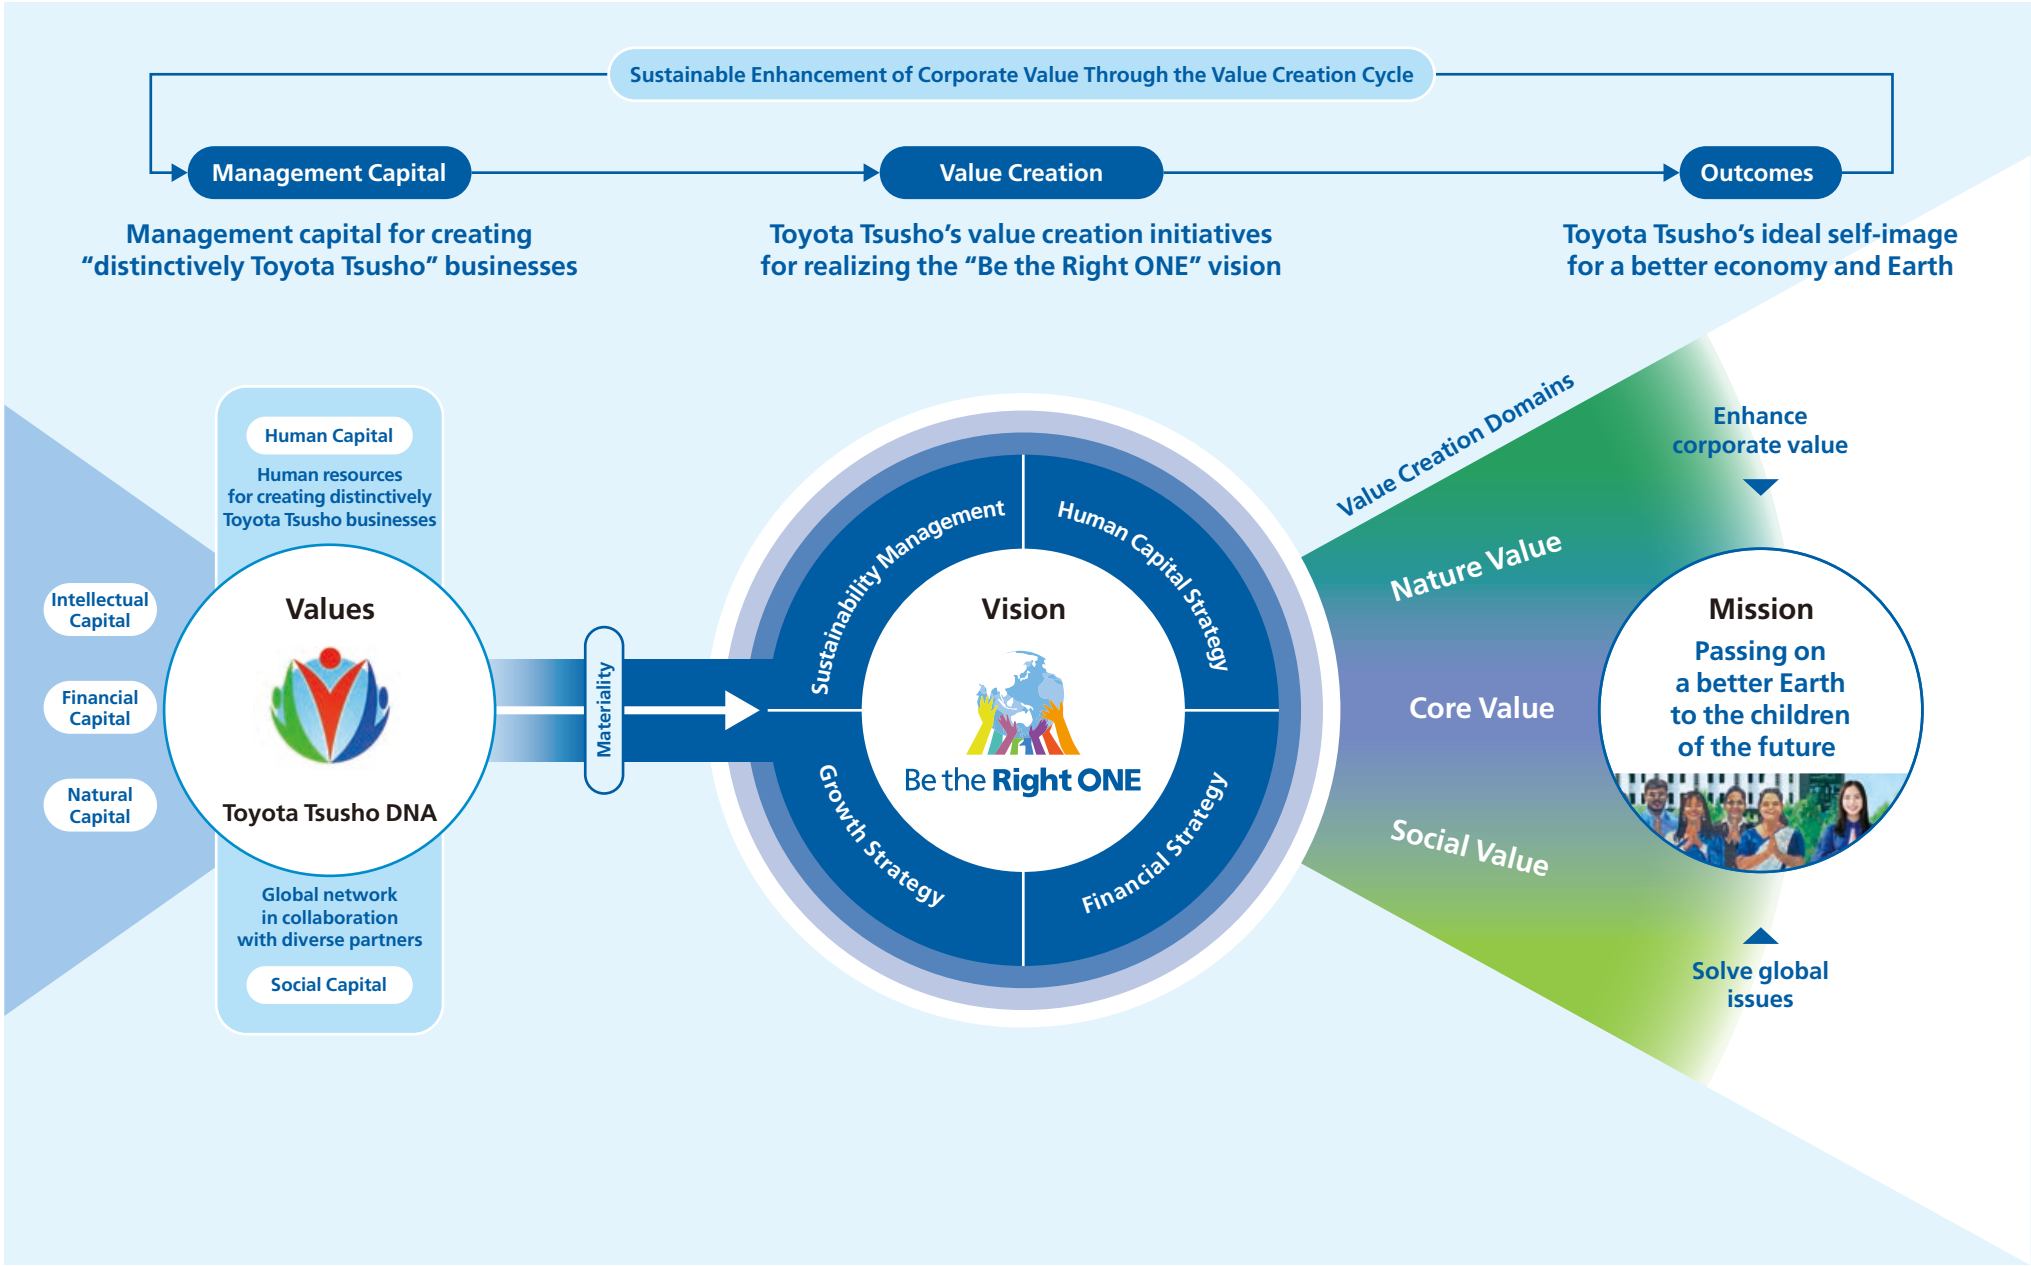 Sustainable Enhancement of Corporate Value Through the Value Creation Cycle
Management Capital
Value Creation
Outcomes
Management capital for creating
“distinctively Toyota Tsusho” businesses
Toyota Tsusho’s value creation initiatives
for realizing the “Be the Right ONE” vision
Toyota Tsusho’s ideal self-image
for a better economy and Earth
Human Capital
Human resources
for creating distinctively
Toyota Tsusho businesses
Intellectual
Capital
Financial
Capital
Natural
Capital
Values
Toyota Tsusho DNA
Global network
in collaboration
with diverse partners
Social Capital
Materiality
Sustainability Management
Human Capital Strategy
Growth Strategy
Financial Strategy
Vision
Be the Right ONE
Value Creation Domains
Nature Value
Core Value
Social Value
Enhance
corporate value
Mission
Passing on
a better Earth
to the children
of the future
Solve global
issues